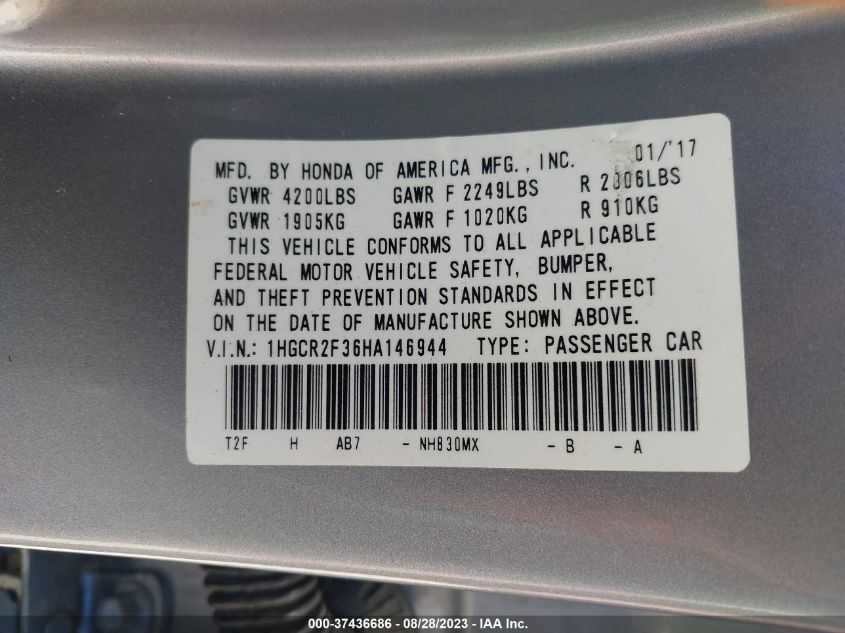 MFD. BY HONDA OF AMERICA MFG., INC. 01/'17
GVWR 4200LBS GAWR F 2249LBS R 2006LBS
GVWR 1905KG GAWR F 1020KG R 910KG
THIS VEHICLE CONFORMS TO ALL APPLICABLE
FEDERAL MOTOR VEHICLE SAFETY, BUMPER,
AND THEFT PREVENTION STANDARDS IN EFFECT
ON THE DATE OF MANUFACTURE SHOWN ABOVE.
V.I.N.: 1HGCR2F36HA146944 TYPE: PASSENGER CAR
T2F H AB7 - NH830MX - B - A
000-37436686 / 08/28/2023 - IAA Inc.